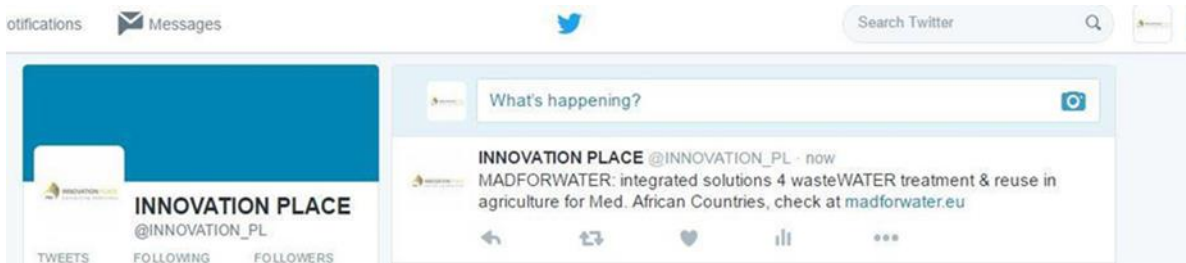 otifications Messages Search Twitter
What's happening?
INNOVATION PLACE @INNOVATION_PL · now
MADFORWATER: integrated solutions 4 wasteWATER treatment & reuse in
agriculture for Med. African Countries, check at madforwater.eu
INNOVATION PLACE
@INNOVATION_PL
TWEETS FOLLOWING FOLLOWERS